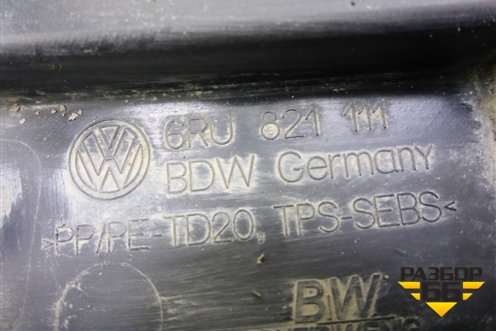 6RU 821 111
BDW Germany
>PP/PE-TD20, TPS-SEBS<
BW
РАЗБОР
66